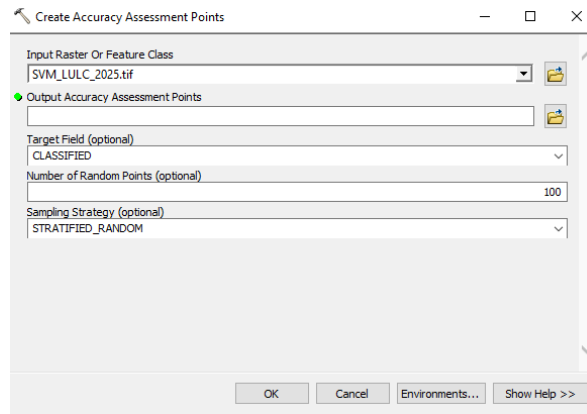 Create Accuracy Assessment Points
Input Raster Or Feature Class
SVM_LULC_2025.tif
Output Accuracy Assessment Points
Target Field (optional)
CLASSIFIED
Number of Random Points (optional)
100
Sampling Strategy (optional)
STRATIFIED_RANDOM
OK Cancel Environments... Show Help >>